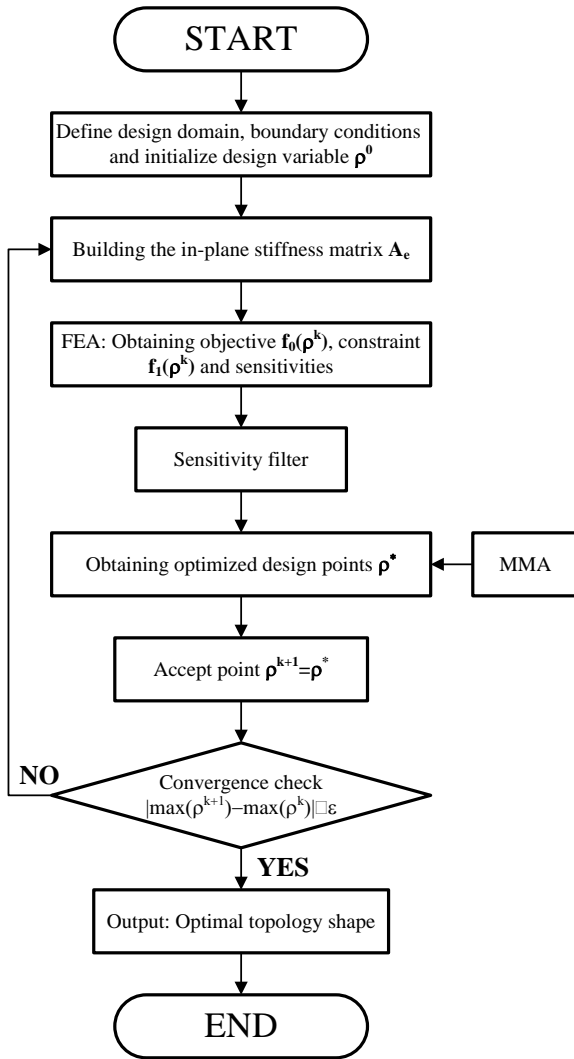 START
Define design domain, boundary conditions
and initialize design variable ρ⁰
Building the in-plane stiffness matrix Aₑ
FEA: Obtaining objective f₀(ρᵏ), constraint
f₁(ρᵏ) and sensitivities
Sensitivity filter
Obtaining optimized design points ρ*
MMA
Accept point ρᵏ⁺¹=ρ*
NO
Convergence check
|max(ρᵏ⁺¹)−max(ρᵏ)|□ε
YES
Output: Optimal topology shape
END